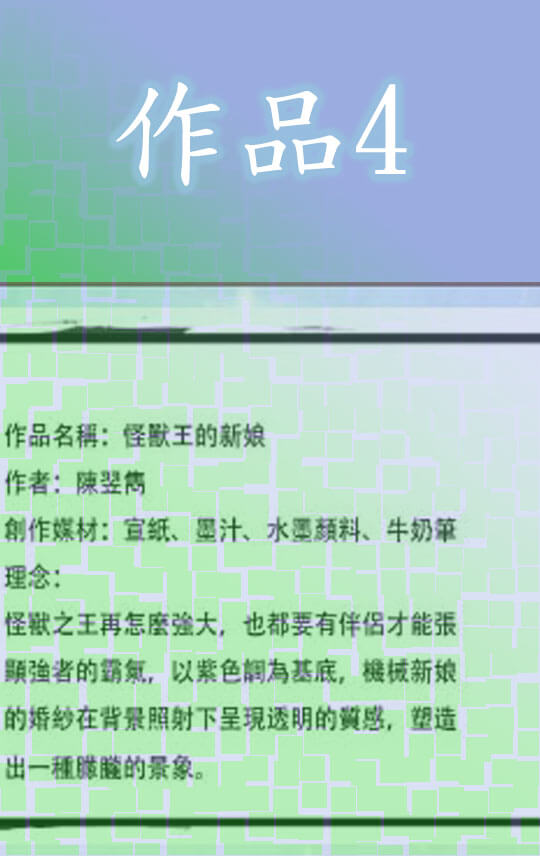 作品4
作品名稱：怪獸王的新娘
作者：陳翌雋
創作媒材：宣紙、墨汁、水墨顏料、牛奶筆
理念：
怪獸之王再怎麼強大，也都要有伴侶才能張
顯強者的霸氣，以紫色調為基底，機械新娘
的婚紗在背景照射下呈現透明的質感，塑造
出一種朦朧的景象。